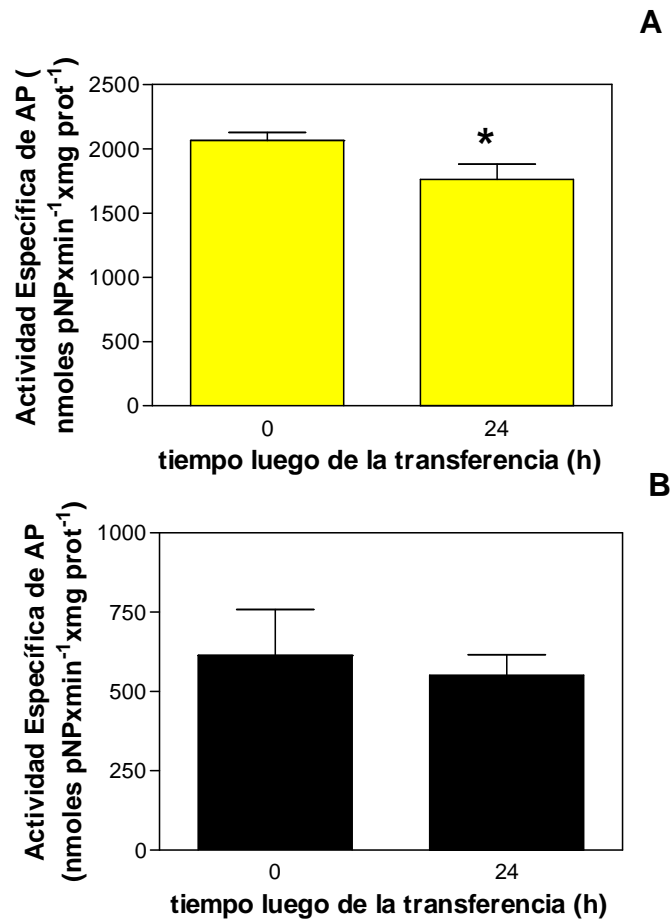 A
Actividad Específica de AP (
nmoles pNPxmin⁻¹xmg prot⁻¹)
2500
2000
1500
1000
500
0
*
0 24
tiempo luego de la transferencia (h)
B
Actividad Específica de AP
(nmoles pNPxmin⁻¹xmg prot⁻¹)
1000
750
500
250
0
0 24
tiempo luego de la transferencia (h)